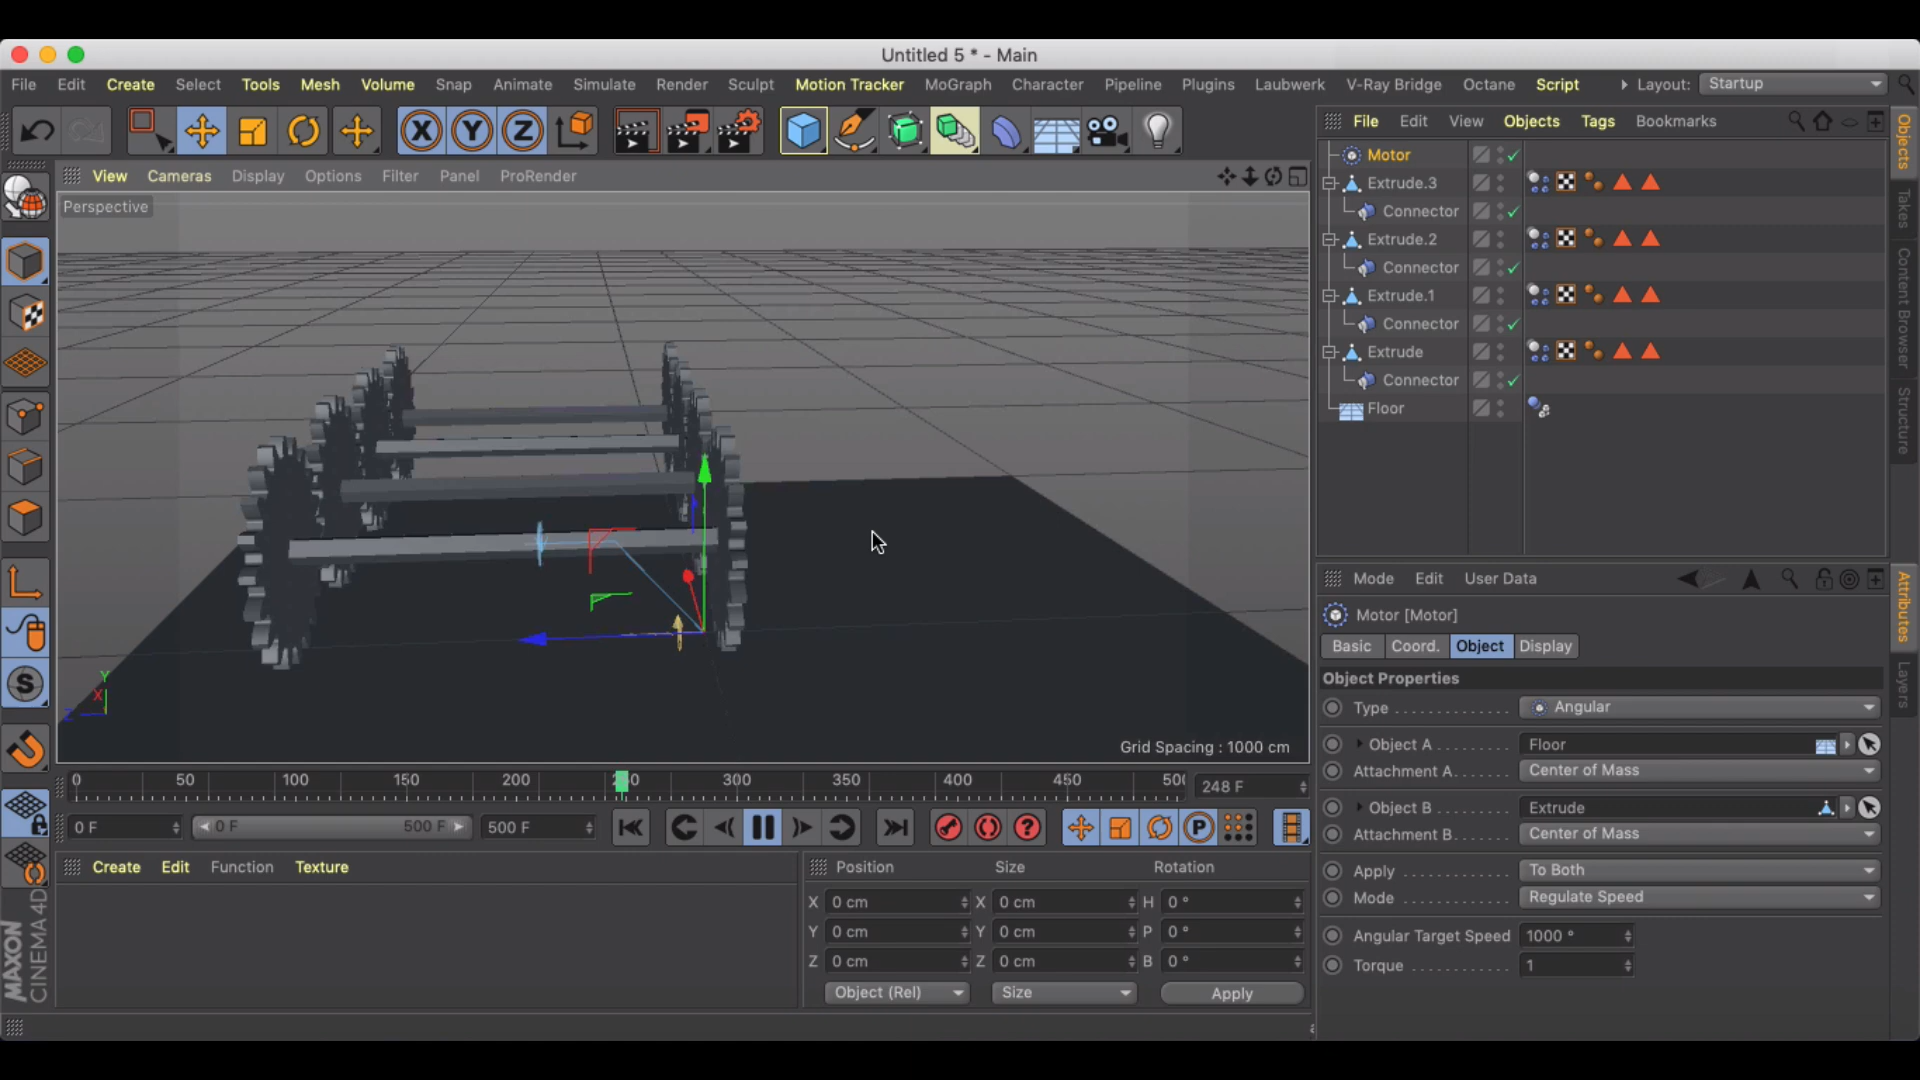 Untitled 5 * - Main
File Edit Create Select Tools Mesh Volume Snap Animate Simulate Render Sculpt Motion Tracker MoGraph Character Pipeline Plugins Laubwerk V-Ray Bridge Octane Script Layout: Startup
X Y Z
File Edit View Objects Tags Bookmarks
View Cameras Display Options Filter Panel ProRender
Perspective
Motor
Extrude.3
Connector
Extrude.2
Connector
Extrude.1
Connector
Extrude
Connector
Floor
Objects
Takes
Content Browser
Structure
Y
X
Z
Grid Spacing : 1000 cm
Mode Edit User Data
Motor [Motor]
Basic Coord. Object Display
Object Properties
Type Angular
Object A Floor
Attachment A Center of Mass
Object B Extrude
Attachment B Center of Mass
Apply To Both
Mode Regulate Speed
Angular Target Speed 1000 °
Torque 1
Attributes
Layers
0 50 100 150 200 300 350 400 450 248 F
0 F 0 F 500 F 500 F
Create Edit Function Texture
Position Size Rotation
X 0 cm X 0 cm H 0 °
Y 0 cm Y 0 cm P 0 °
Z 0 cm Z 0 cm B 0 °
Object (Rel) Size Apply
MAXON
CINEMA 4D